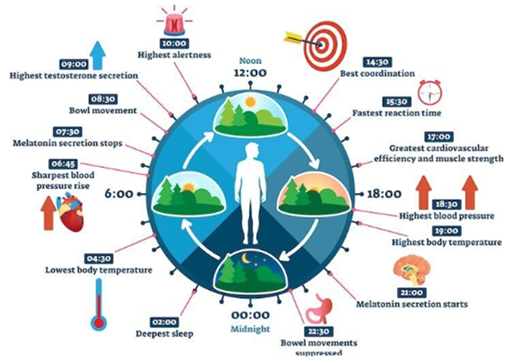 10:00
Highest alertness
09:00
Highest testosterone secretion
08:30
Bowel movement
07:30
Melatonin secretion stops
06:45
Sharpest blood
pressure rise
6:00
04:30
Lowest body temperature
02:00
Deepest sleep
Noon
12:00
00:00
Midnight
14:30
Best coordination
15:30
Fastest reaction time
17:00
Greatest cardiovascular
efficiency and muscle strength
18:00
18:30
Highest blood pressure
19:00
Highest body temperature
21:00
Melatonin secretion starts
22:30
Bowel movements
suppressed